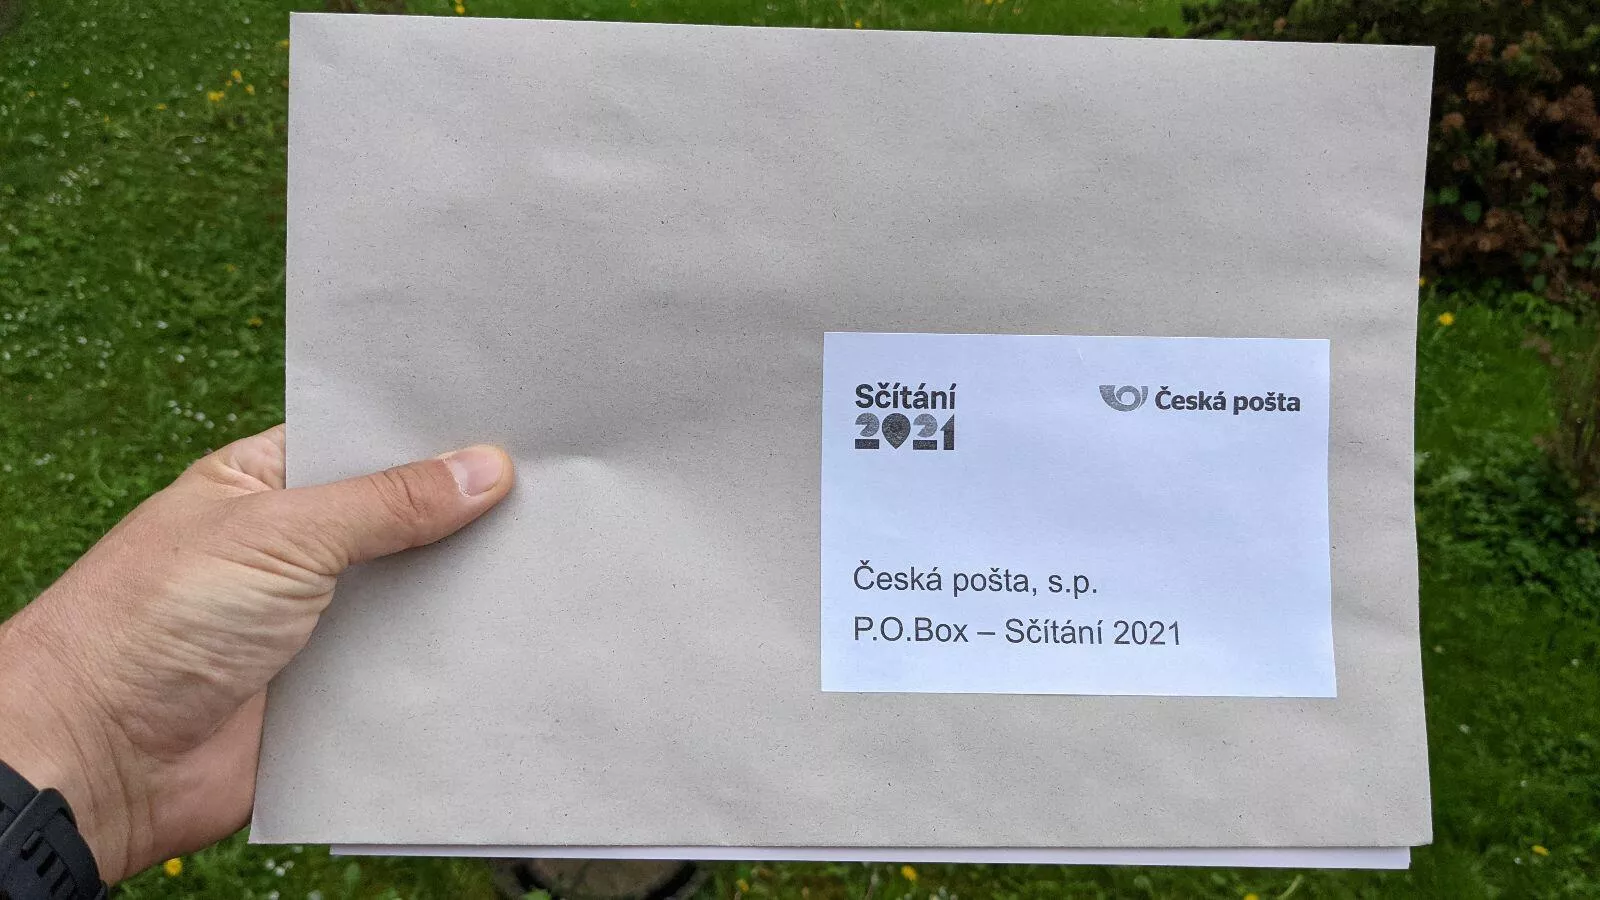 Sčítání
2021
Česká pošta
Česká pošta, s.p.
P.O.Box – Sčítání 2021